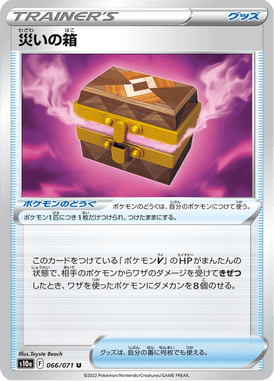 TRAINER'S グッズ
わざわ はこ
災いの箱
ポケモンのどうぐ
ポケモンのどうぐは、自分のポケモンにつけて使う。
ポケモン1匹につき1枚だけつけられ、つけたままにする。
このカードをつけている「ポケモンV」のHPがまんたんの
状態で、相手のポケモンからワザのダメージを受けてきぜつ
したとき、ワザを使ったポケモンにダメカンを8個のせる。
Illus.Toyste Beach
s10a F 066/071 U
グッズは、自分の番に何枚でも使える。
©2022 Pokémon/Nintendo/Creatures/GAME FREAK.